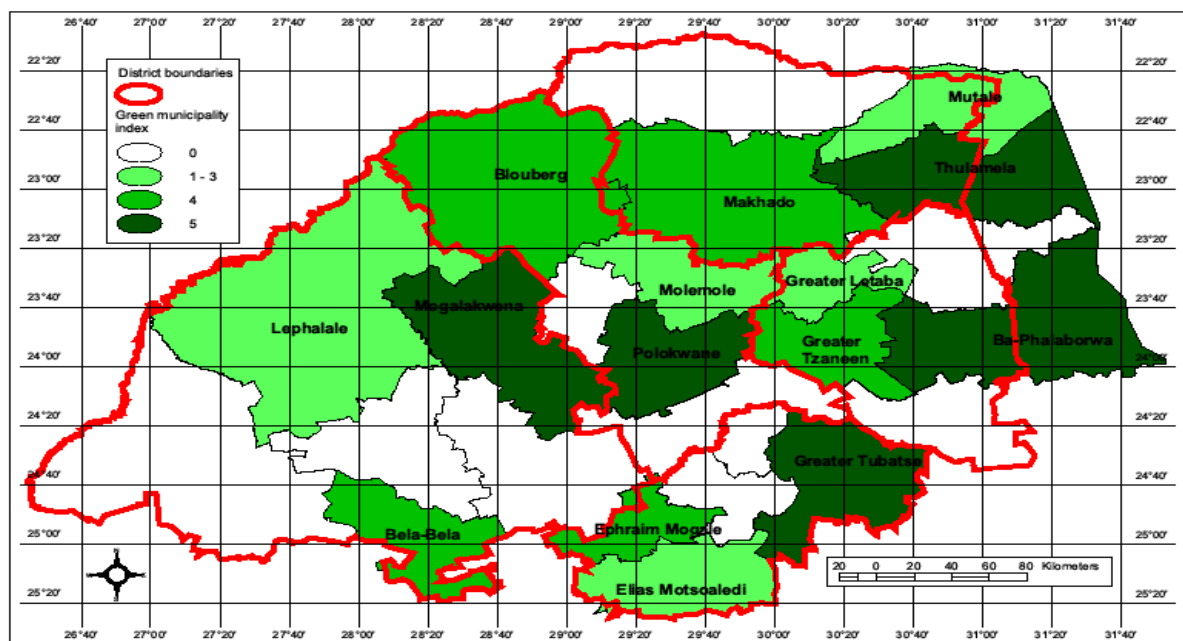 26°40' 27°00' 27°20' 27°40' 28°00' 28°20' 28°40' 29°00' 29°20' 29°40' 30°00' 30°20' 30°40' 31°00' 31°20' 31°40'
22°20' 22°20'
District boundaries
Green municipality
index
0
1 - 3
4
5
Mutale
22°40' 22°40'
Thulamela
Blouberg
23°00' 23°00'
Makhado
23°20' 23°20'
Greater Letaba
Molemole
23°40' 23°40'
Mogalakwena
Lephalale
Greater
Tzaneen
Ba-Phalaborwa
Polokwane
24°00' 24°00'
24°20' 24°20'
Greater Tubatse
24°40' 24°40'
Ephraim Mogale
Bela-Bela
25°00' 25°00'
20 0 20 40 60 80 Kilometers
Elias Motsoaledi
25°20' 25°20'
26°40' 27°00' 27°20' 27°40' 28°00' 28°20' 28°40' 29°00' 29°20' 29°40' 30°00' 30°20' 30°40' 31°00' 31°20' 31°40'